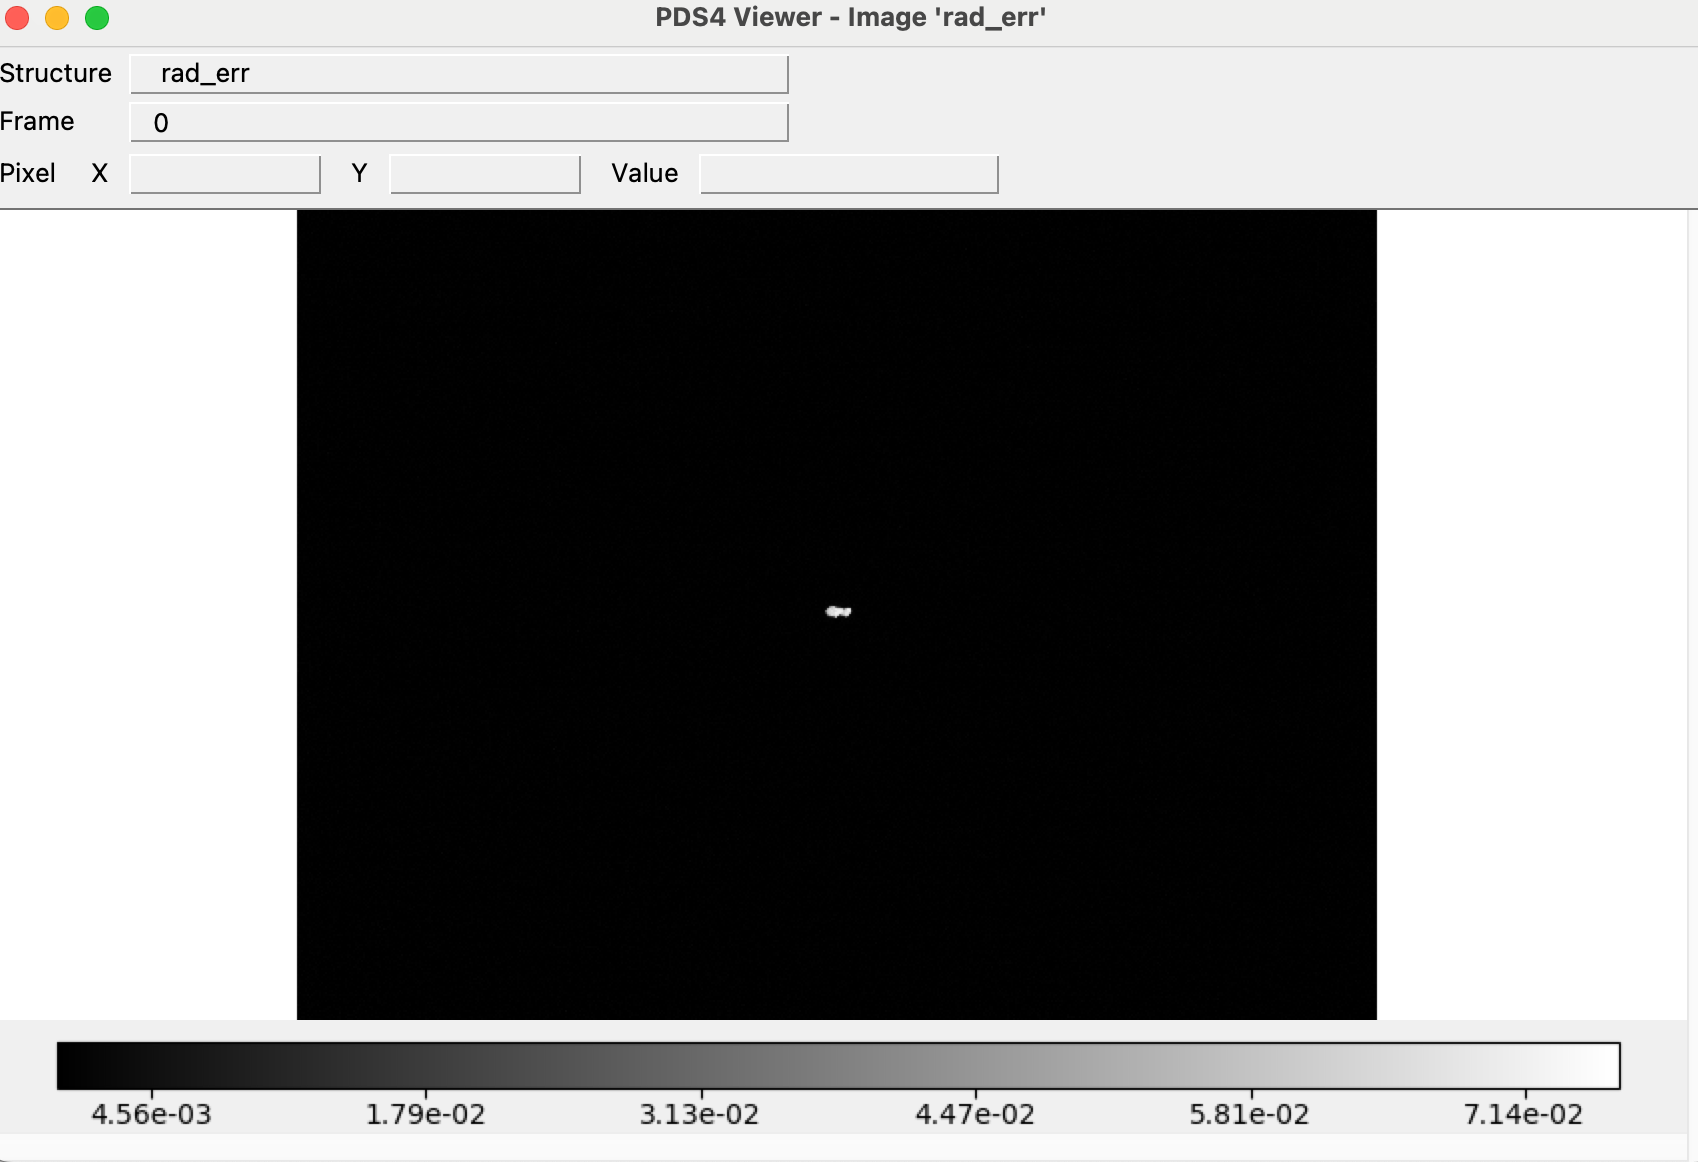 PDS4 Viewer - Image 'rad_err'
Structure rad_err
Frame 0
Pixel X Y Value
4.56e-03 1.79e-02 3.13e-02 4.47e-02 5.81e-02 7.14e-02